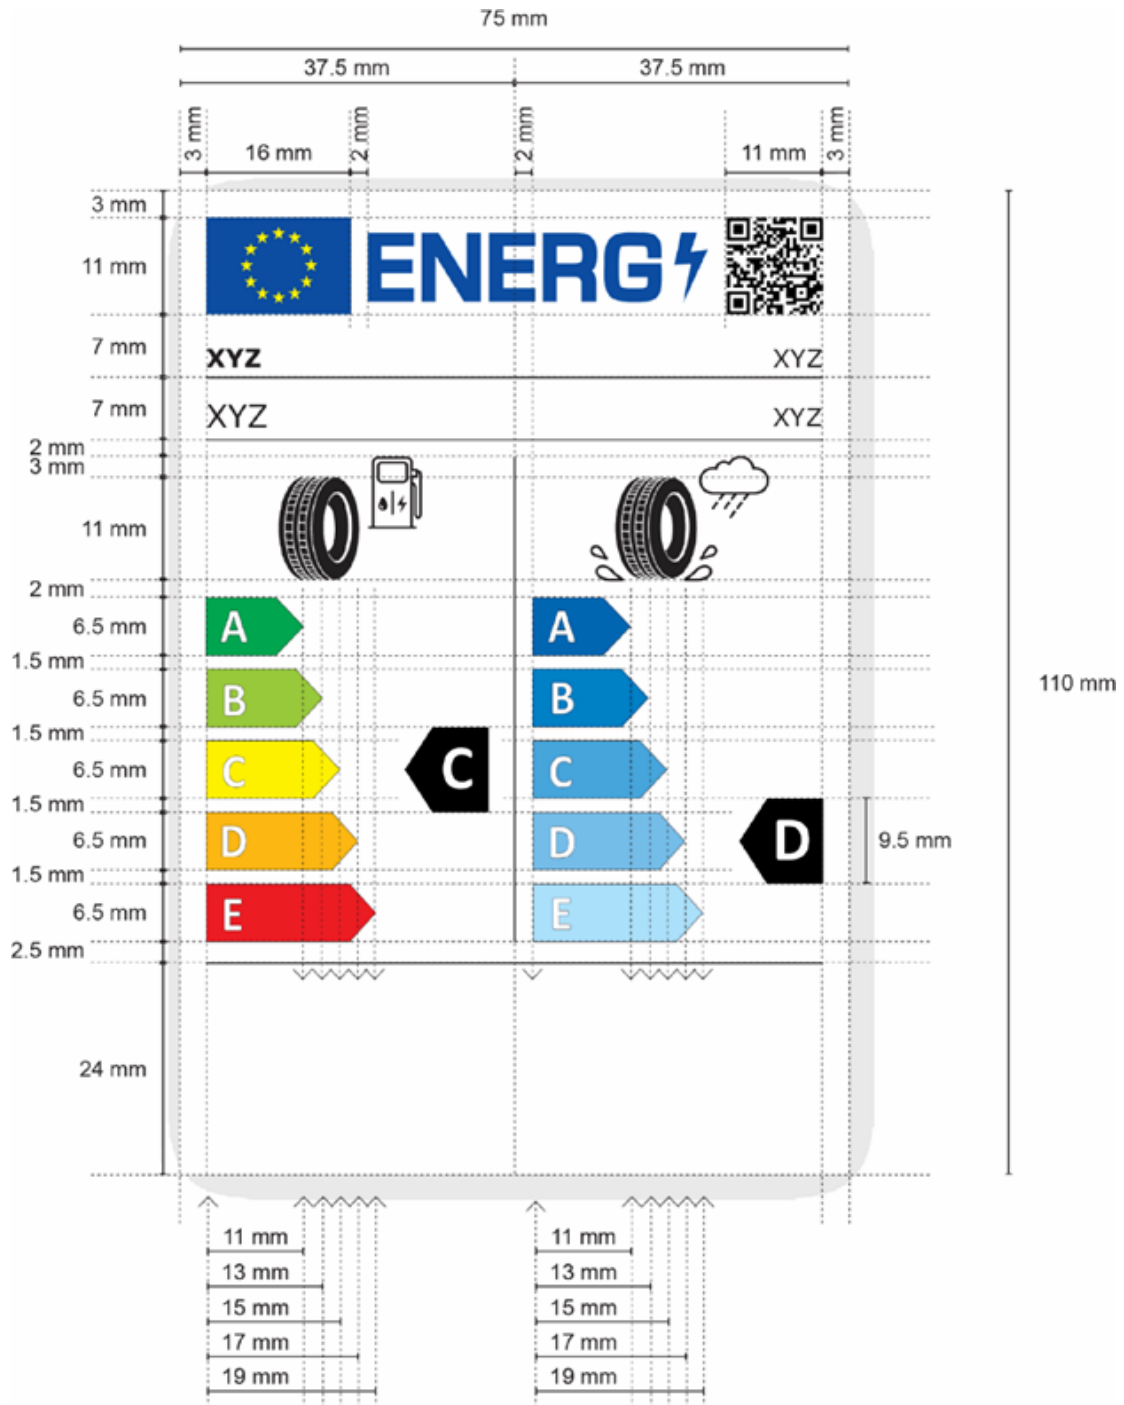 75 mm
37.5 mm 37.5 mm
3 mm 16 mm 2 mm 2 mm 11 mm 3 mm
3 mm
11 mm ENERG
7 mm XYZ XYZ
7 mm XYZ XYZ
2 mm
3 mm
11 mm
2 mm
6.5 mm A A
1.5 mm
6.5 mm B B 110 mm
1.5 mm
6.5 mm C C C
1.5 mm
6.5 mm D D D 9.5 mm
1.5 mm
6.5 mm E E
2.5 mm
24 mm
11 mm 11 mm
13 mm 13 mm
15 mm 15 mm
17 mm 17 mm
19 mm 19 mm